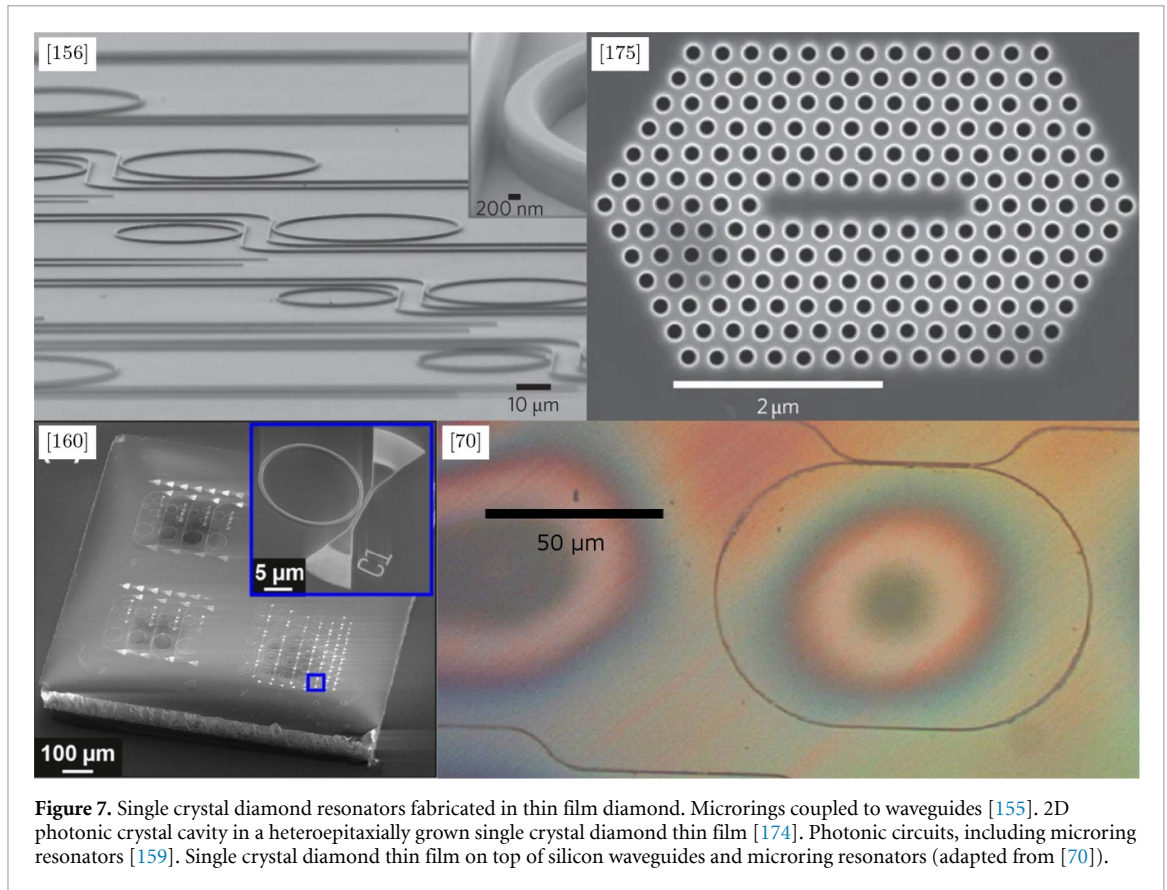 [156]
200 nm
10 µm
[175]
2 µm
[160]
C1
5 µm
100 µm
[70]
50 µm
Figure 7. Single crystal diamond resonators fabricated in thin film diamond. Microrings coupled to waveguides [155]. 2D
photonic crystal cavity in a heteroepitaxially grown single crystal diamond thin film [174]. Photonic circuits, including microring
resonators [159]. Single crystal diamond thin film on top of silicon waveguides and microring resonators (adapted from [70]).